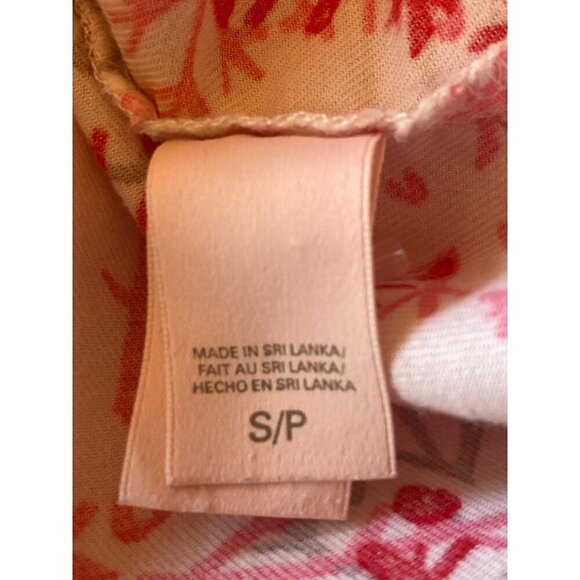 MADE IN SRI LANKA/
FAIT AU SRI LANKA/
HECHO EN SRI LANKA
S/P